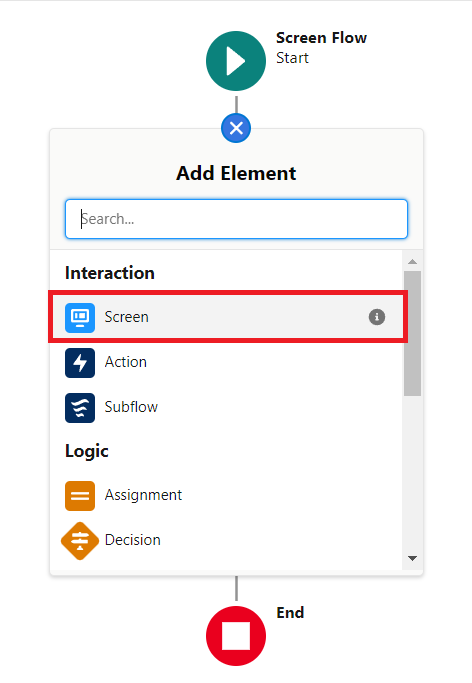 Screen Flow
Start
Add Element
Search...
Interaction
Screen
Action
Subflow
Logic
Assignment
Decision
End